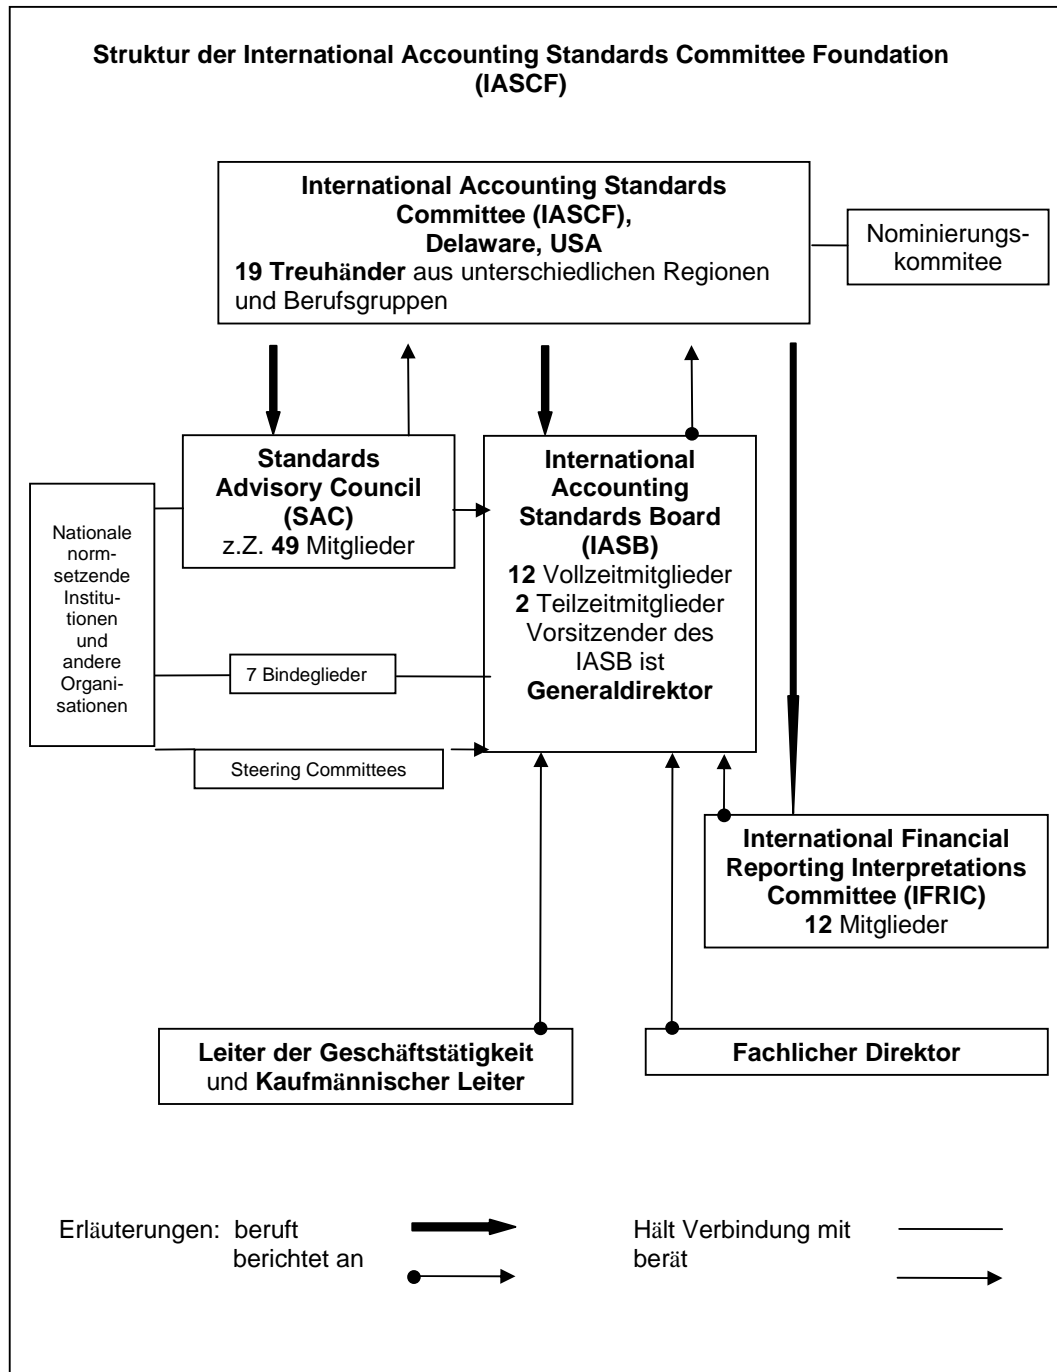 Struktur der International Accounting Standards Committee Foundation
(IASCF)
International Accounting Standards
Committee (IASCF),
Delaware, USA
19 Treuhänder aus unterschiedlichen Regionen
und Berufsgruppen
Nominierungs-
kommitee
Standards
Advisory Council
(SAC)
z.Z. 49 Mitglieder
International
Accounting
Standards Board
(IASB)
12 Vollzeitmitglieder
2 Teilzeitmitglieder
Vorsitzender des
IASB ist
Generaldirektor
Nationale
norm-
setzende
Institu-
tionen
und
andere
Organi-
sationen
7 Bindeglieder
Steering Committees
International Financial
Reporting Interpretations
Committee (IFRIC)
12 Mitglieder
Leiter der Geschäftstätigkeit
und Kaufmännischer Leiter
Fachlicher Direktor
Erläuterungen: beruft
berichtet an
Hält Verbindung mit
berät